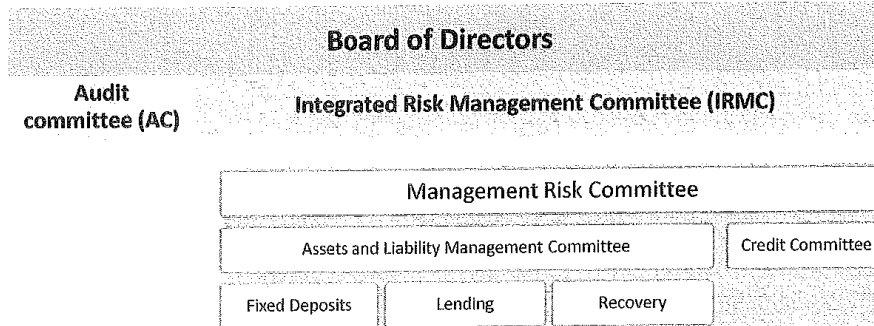 Board of Directors
Audit
committee (AC)
Integrated Risk Management Committee (IRMC)
Management Risk Committee
Assets and Liability Management Committee
Credit Committee
Fixed Deposits
Lending
Recovery